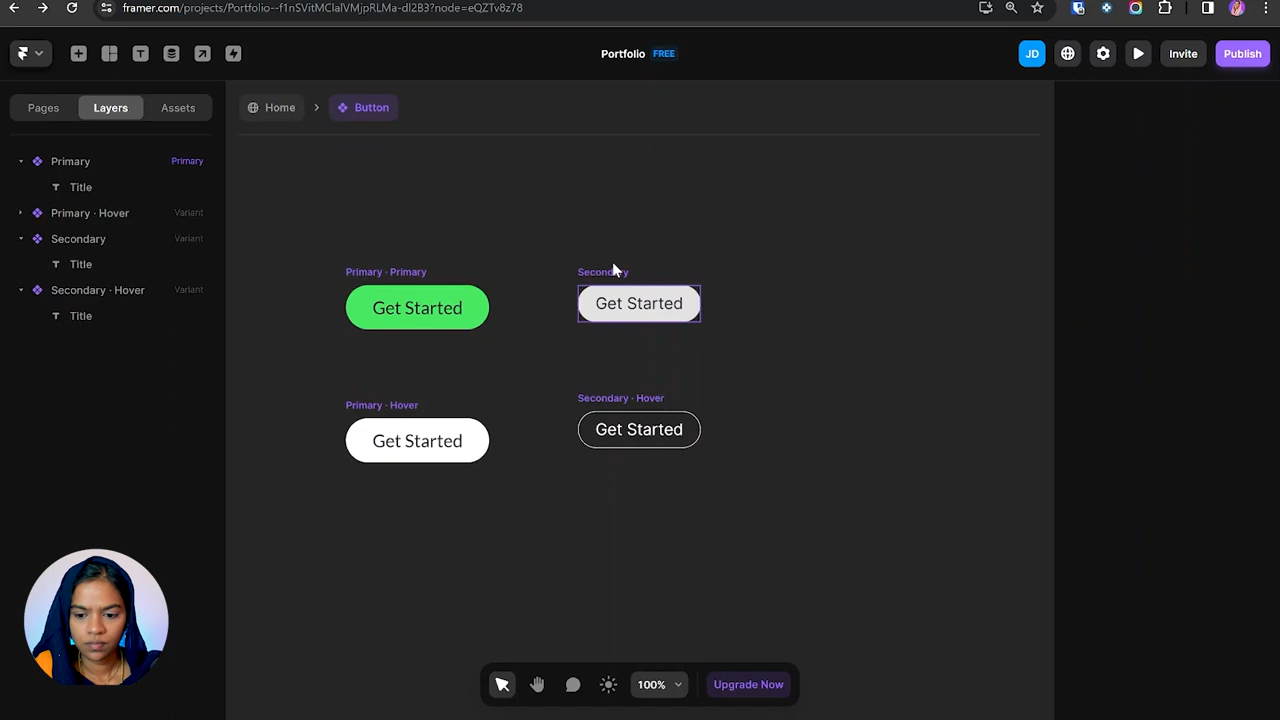 framer.com/projects/Portfolio--f1nSVitMClalVMjpRLMa-dl2B3?node=eQZTv8z78
Portfolio FREE
JD
Invite
Publish
Pages Layers Assets
Home > Button
Primary Primary
Title
Primary · Hover Variant
Secondary Variant
Title
Secondary · Hover Variant
Title
Primary · Primary
Get Started
Secondary
Get Started
Primary · Hover
Get Started
Secondary · Hover
Get Started
100%
Upgrade Now